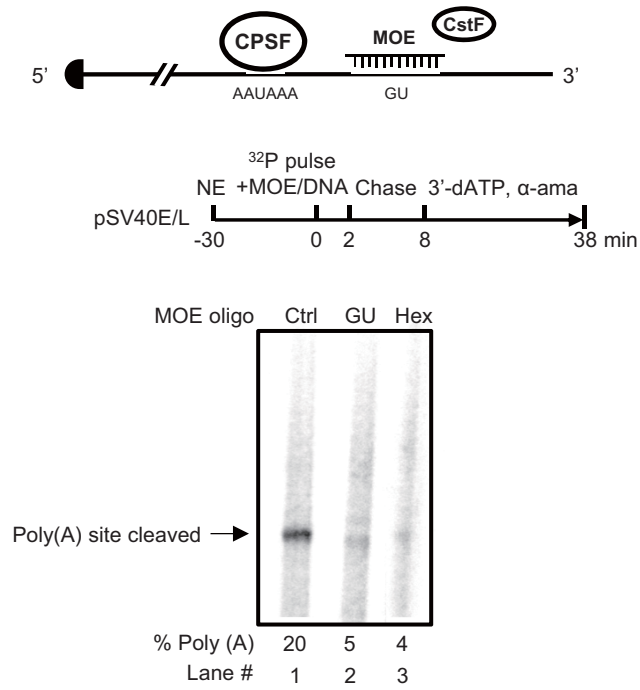 CPSF
MOE
CstF
5’
3’
AAUAAA
GU
³²P pulse
NE +MOE/DNA Chase 3’-dATP, α-ama
pSV40E/L
-30 0 2 8 38 min
MOE oligo Ctrl GU Hex
Poly(A) site cleaved
% Poly (A) 20 5 4
Lane # 1 2 3